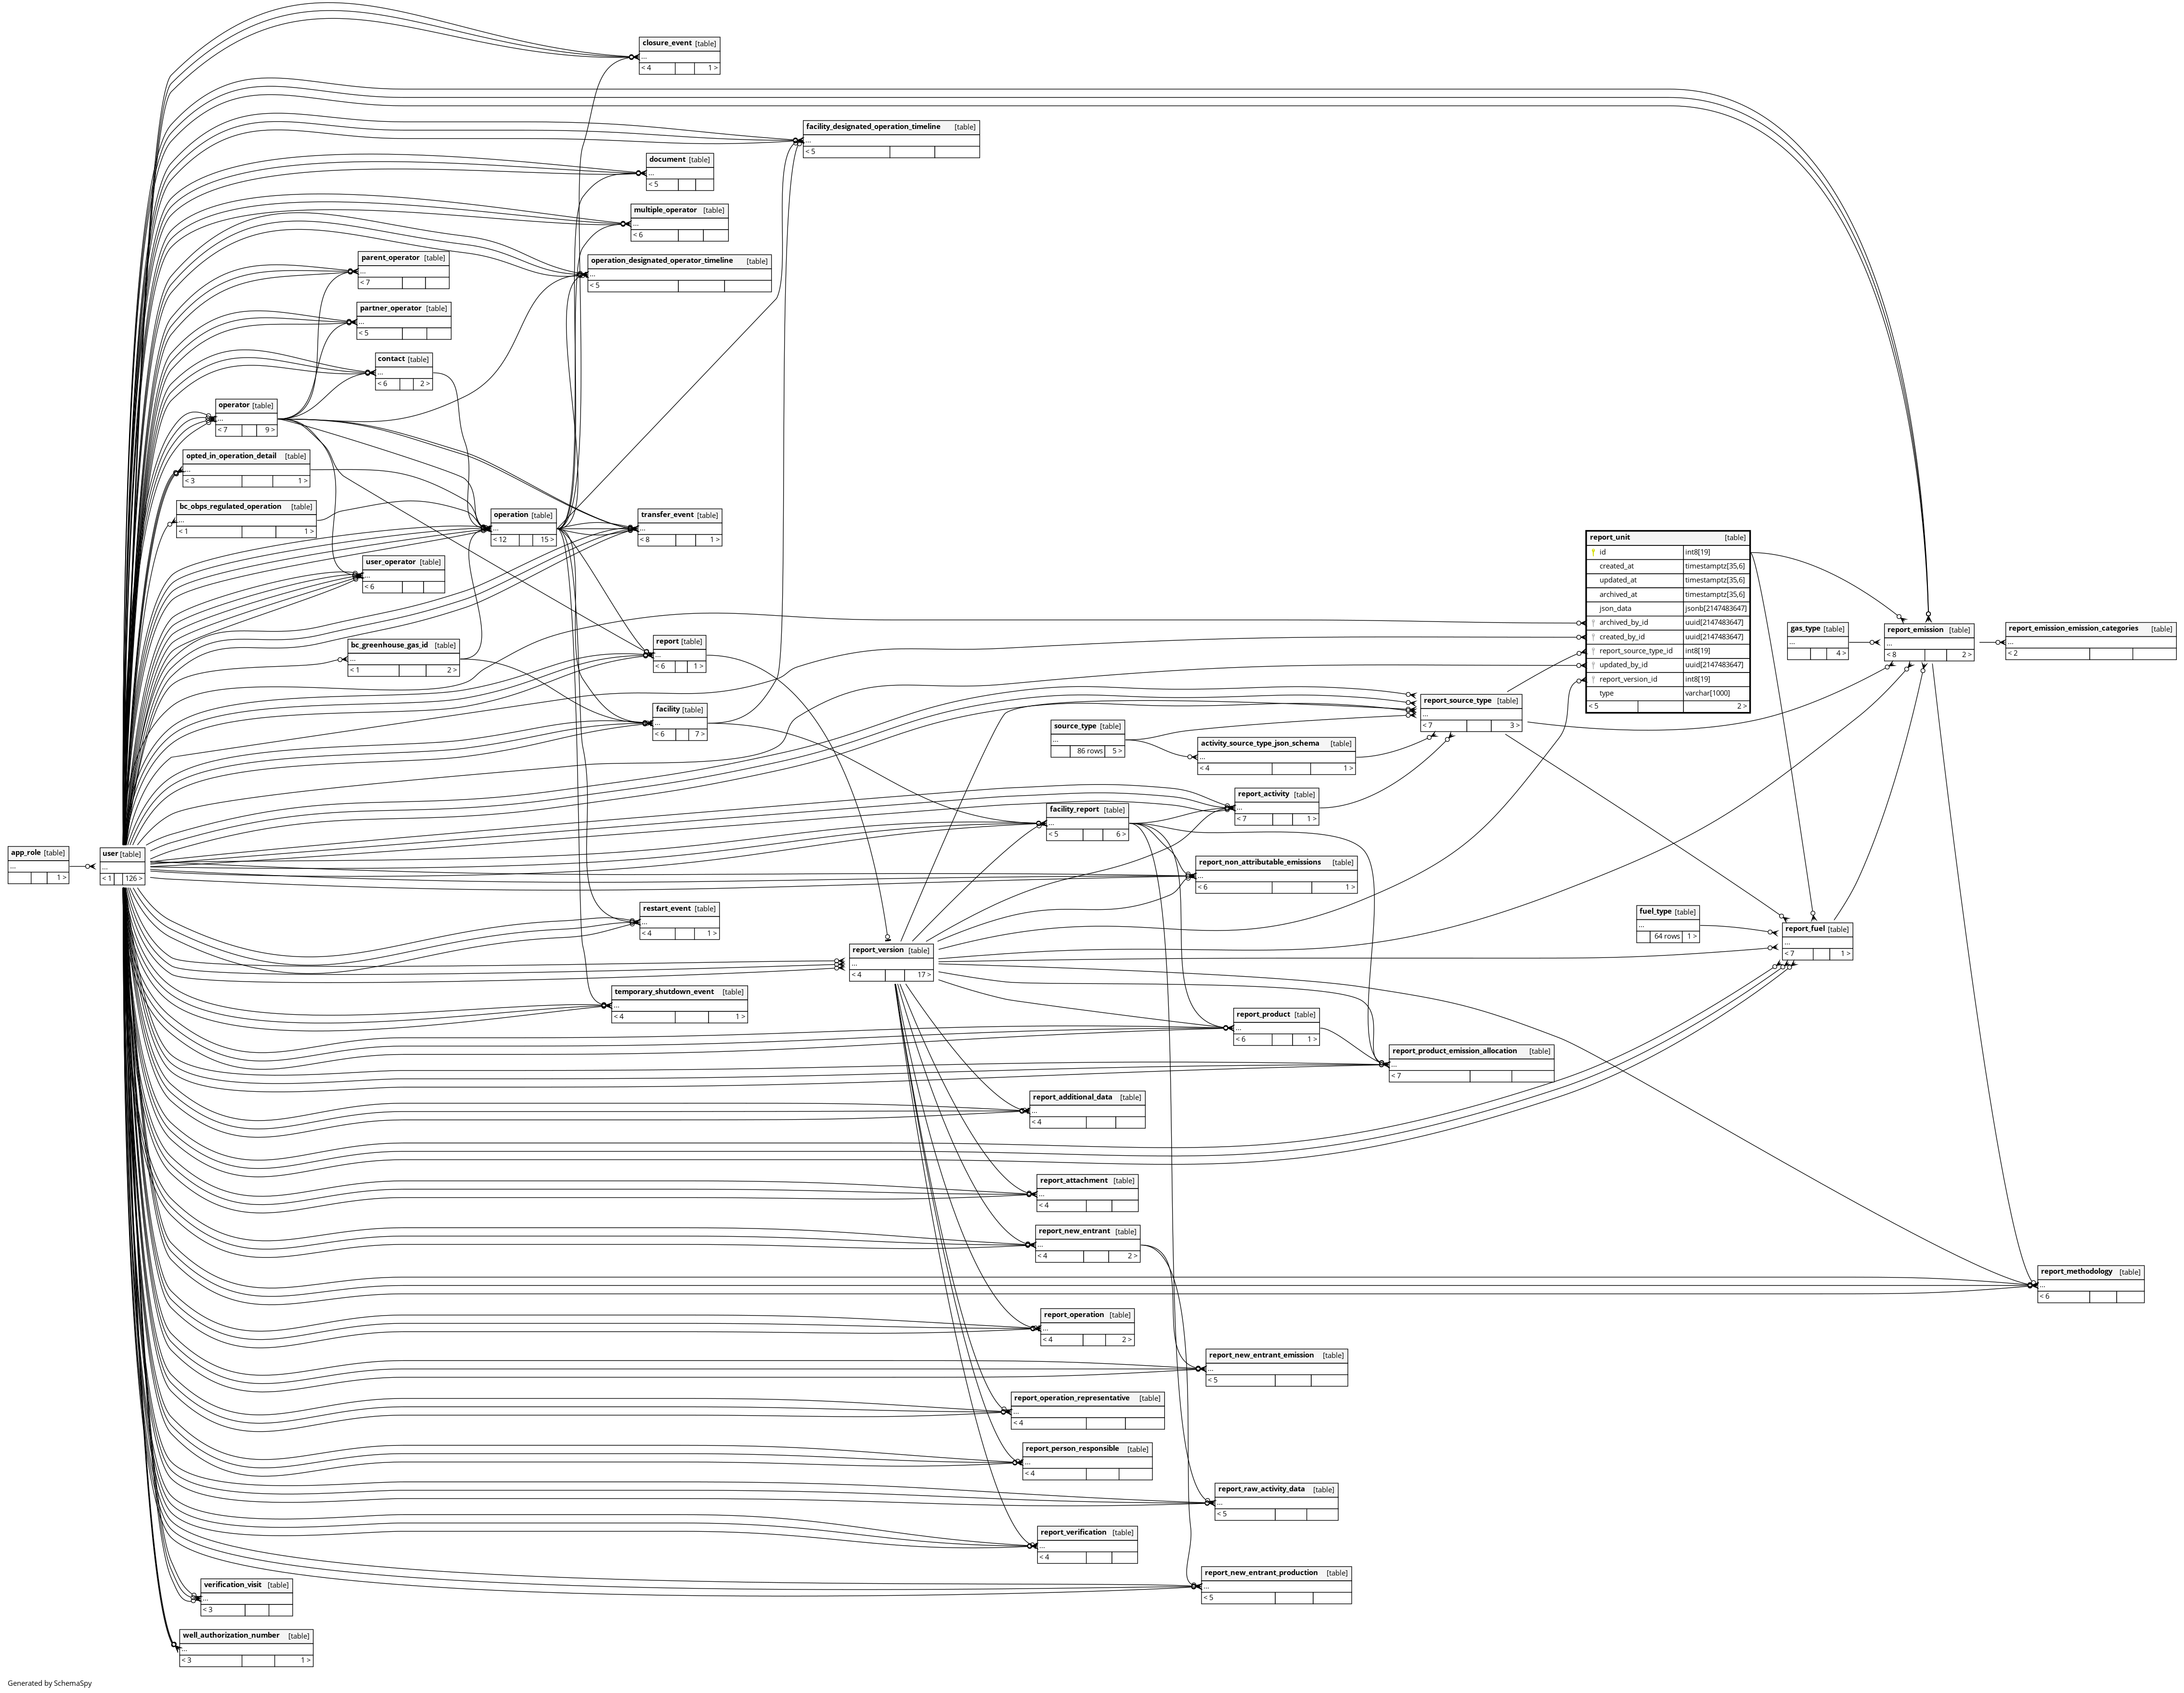 closure_event [table]
...
< 4 1 >
facility_designated_operation_timeline [table]
...
< 5
document [table]
...
< 5
multiple_operator [table]
...
< 6
parent_operator [table]
...
< 7
operation_designated_operator_timeline [table]
...
< 5
partner_operator [table]
...
< 5
contact [table]
...
< 6 2 >
operator [table]
...
< 7 9 >
opted_in_operation_detail [table]
...
< 3 1 >
bc_obps_regulated_operation [table]
...
< 1 1 >
operation [table]
...
< 12 15 >
transfer_event [table]
...
< 8 1 >
user_operator [table]
...
< 6
bc_greenhouse_gas_id [table]
...
< 1 2 >
report [table]
...
< 6 1 >
facility [table]
...
< 6 7 >
report_unit [table]
id int8[19]
created_at timestamptz[35,6]
updated_at timestamptz[35,6]
archived_at timestamptz[35,6]
json_data jsonb[2147483647]
archived_by_id uuid[2147483647]
created_by_id uuid[2147483647]
report_source_type_id int8[19]
updated_by_id uuid[2147483647]
report_version_id int8[19]
type varchar[1000]
< 5 2 >
gas_type [table]
...
4 >
report_emission [table]
...
< 8 2 >
report_emission_emission_categories [table]
...
< 2
report_source_type [table]
...
< 7 3 >
source_type [table]
...
86 rows 5 >
activity_source_type_json_schema [table]
...
< 4 1 >
report_activity [table]
...
< 7 1 >
facility_report [table]
...
< 5 6 >
app_role [table]
...
1 >
user [table]
...
< 1 126 >
report_non_attributable_emissions [table]
...
< 6 1 >
restart_event [table]
...
< 4 1 >
fuel_type [table]
...
64 rows 1 >
report_fuel [table]
...
< 7 1 >
report_version [table]
...
< 4 17 >
temporary_shutdown_event [table]
...
< 4 1 >
report_product [table]
...
< 6 1 >
report_product_emission_allocation [table]
...
< 7
report_additional_data [table]
...
< 4
report_attachment [table]
...
< 4
report_new_entrant [table]
...
< 4 2 >
report_methodology [table]
...
< 6
report_operation [table]
...
< 4 2 >
report_new_entrant_emission [table]
...
< 5
report_operation_representative [table]
...
< 4
report_person_responsible [table]
...
< 4
report_raw_activity_data [table]
...
< 5
report_verification [table]
...
< 4
report_new_entrant_production [table]
...
< 5
verification_visit [table]
...
< 3
well_authorization_number [table]
...
< 3 1 >
Generated by SchemaSpy